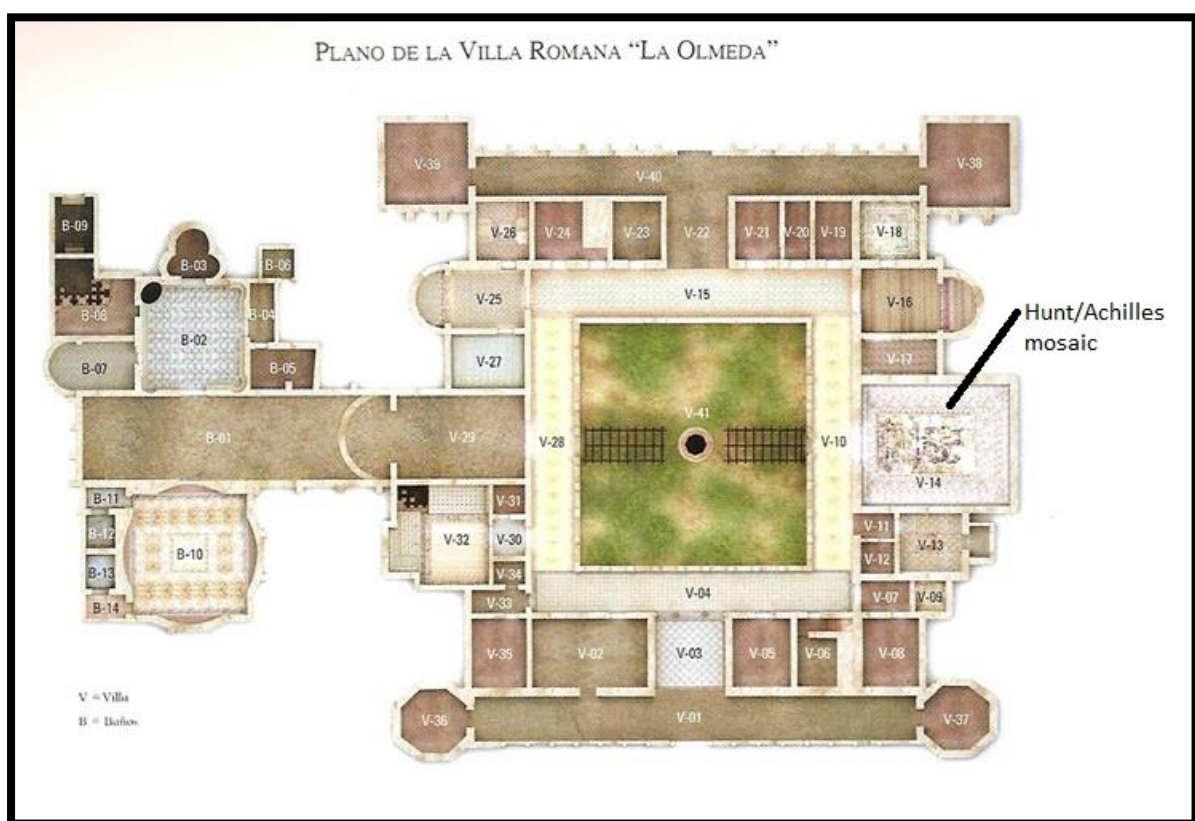 PLANO DE LA VILLA ROMANA “LA OLMEDA”
V-39
V-40
V-38
B-09
V-26
V-24
V-23
V-22
V-21
V-20
V-19
V-18
B-03
B-06
V-25
V-15
V-16
Hunt/Achilles
mosaic
B-08
B-04
B-02
V-27
V-17
B-07
B-05
V-41
B-01
V-29
V-28
V-10
V-14
B-11
V-31
B-12
V-32
V-30
V-11
V-13
B-10
V-12
B-13
V-34
V-04
V-07
V-09
B-14
V-33
V-35
V-02
V-03
V-05
V-06
V-08
V = Villa
B = Baños
V-36
V-01
V-37